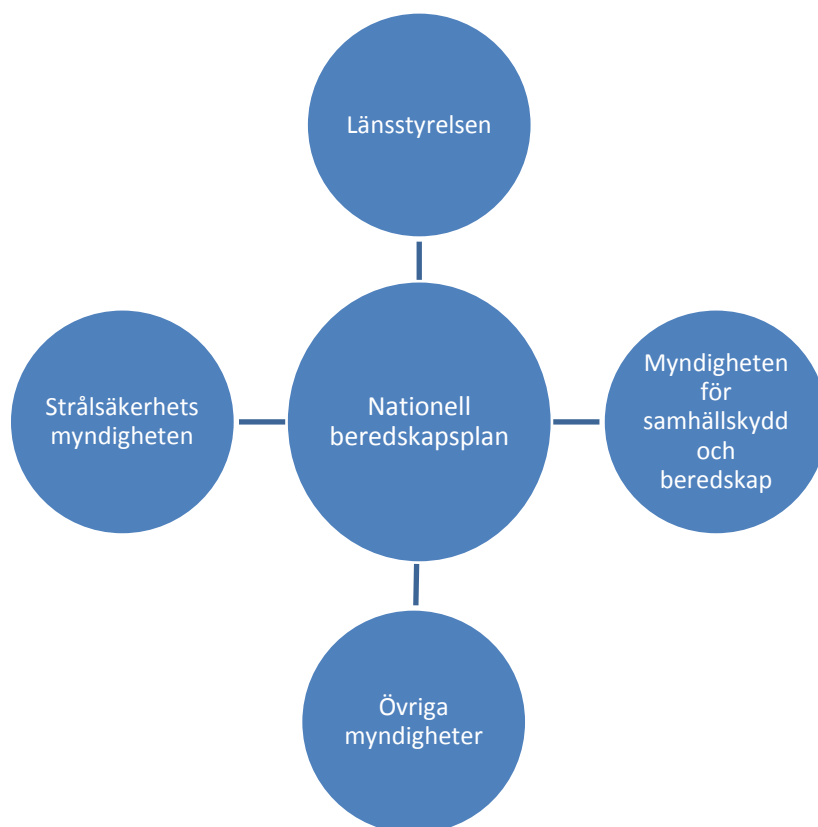 Länsstyrelsen
Strålsäkerhets
myndigheten
Nationell
beredskapsplan
Myndigheten
för
samhällskydd
och
beredskap
Övriga
myndigheter